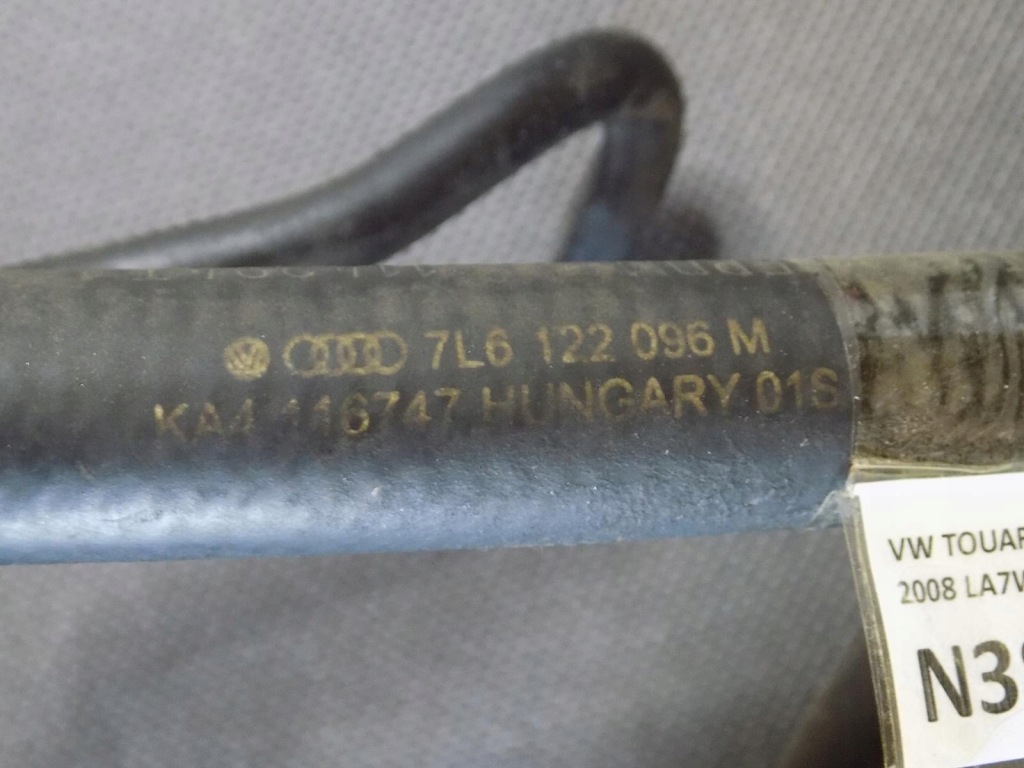 7L6 122 096 M
KA4 116747 HUNGARY 01S
VW TOUAR
2008 LA7W
N3